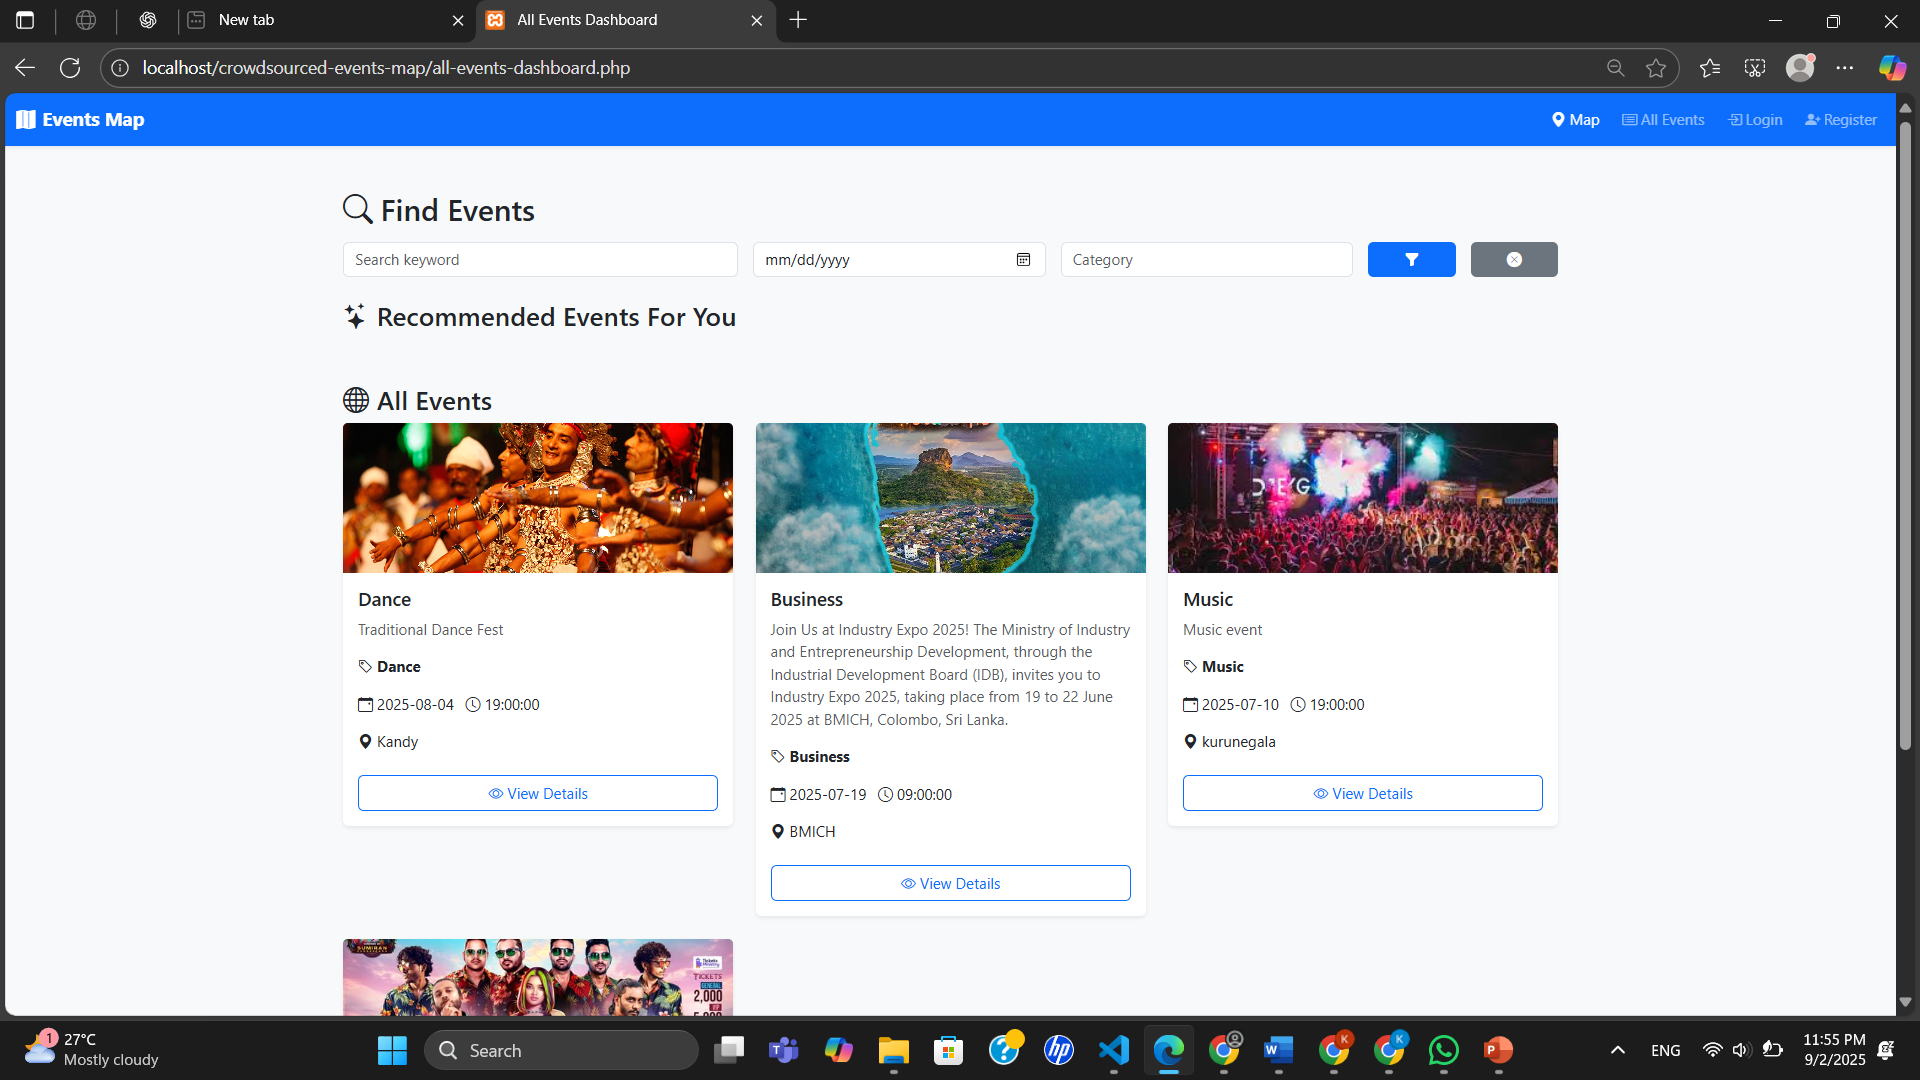 New tab
All Events Dashboard
localhost/crowdsourced-events-map/all-events-dashboard.php
Events Map
Map
All Events
Login
Register
Find Events
Search keyword
mm/dd/yyyy
Category
Recommended Events For You
All Events
Dance
Traditional Dance Fest
Dance
2025-08-04 19:00:00
Kandy
View Details
Business
Join Us at Industry Expo 2025! The Ministry of Industry
and Entrepreneurship Development, through the
Industrial Development Board (IDB), invites you to
Industry Expo 2025, taking place from 19 to 22 June
2025 at BMICH, Colombo, Sri Lanka.
Business
2025-07-19 09:00:00
BMICH
View Details
Music
Music event
Music
2025-07-10 19:00:00
kurunegala
View Details
SUMIRAN
TICKETS
GENERAL
2,000
VIP
1
27°C
Mostly cloudy
Search
ENG
11:55 PM
9/2/2025